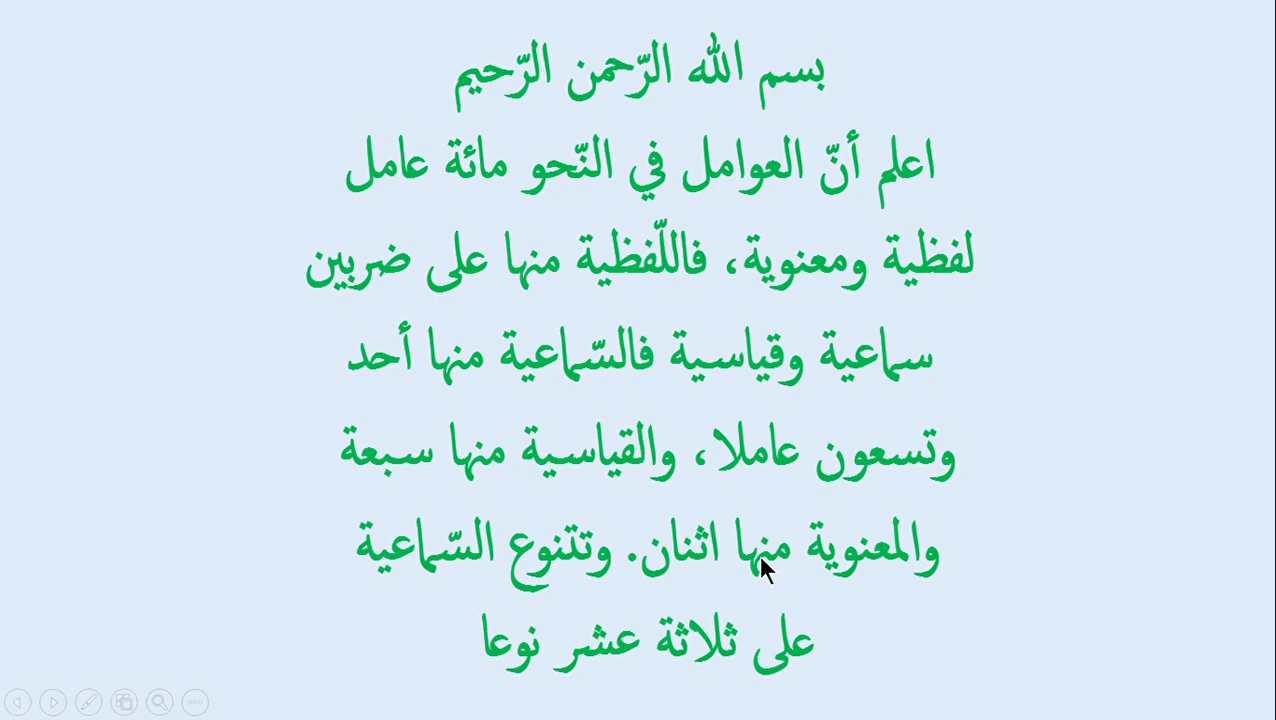 بسم الله الرّحمن الرّحيم
اعلم أنّ العوامل في النّحو مائة عامل
لفظية ومعنوية، فاللّفظية منها على ضربين
سماعية وقياسية فالسّماعية منها أحد
وتسعون عاملا، والقياسية منها سبعة
والمعنوية منها اثنان. وتتنوع السّماعية
على ثلاثة عشر نوعا